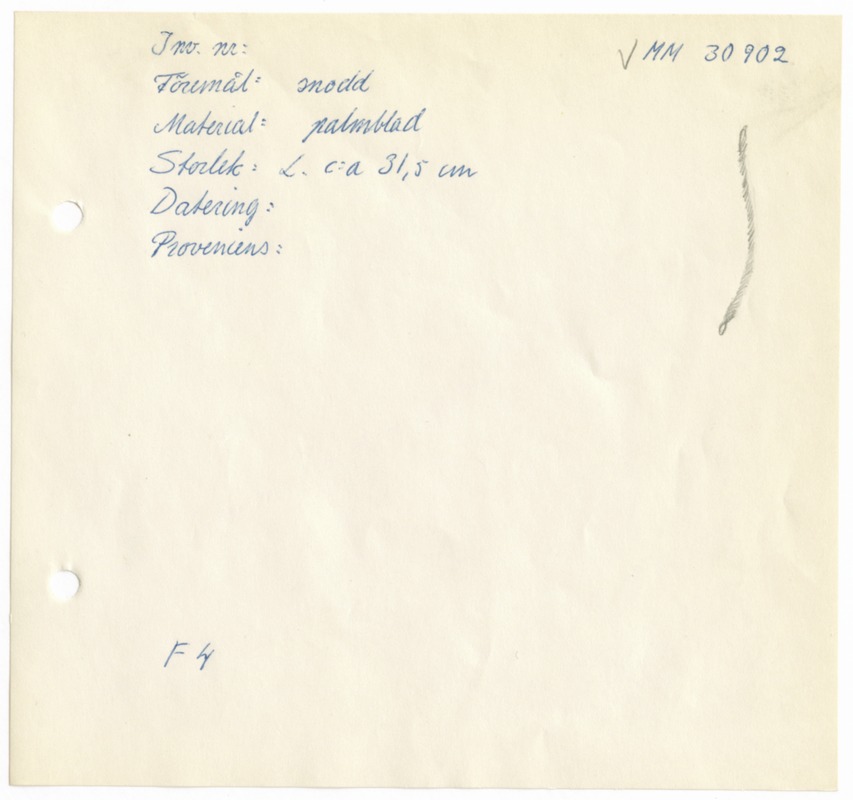 Inv. nr:
√ MM 30902
Föremål: snodd
Material: palmblad
Storlek: L. c:a 31,5 cm
Datering:
Proveniens:
F 4